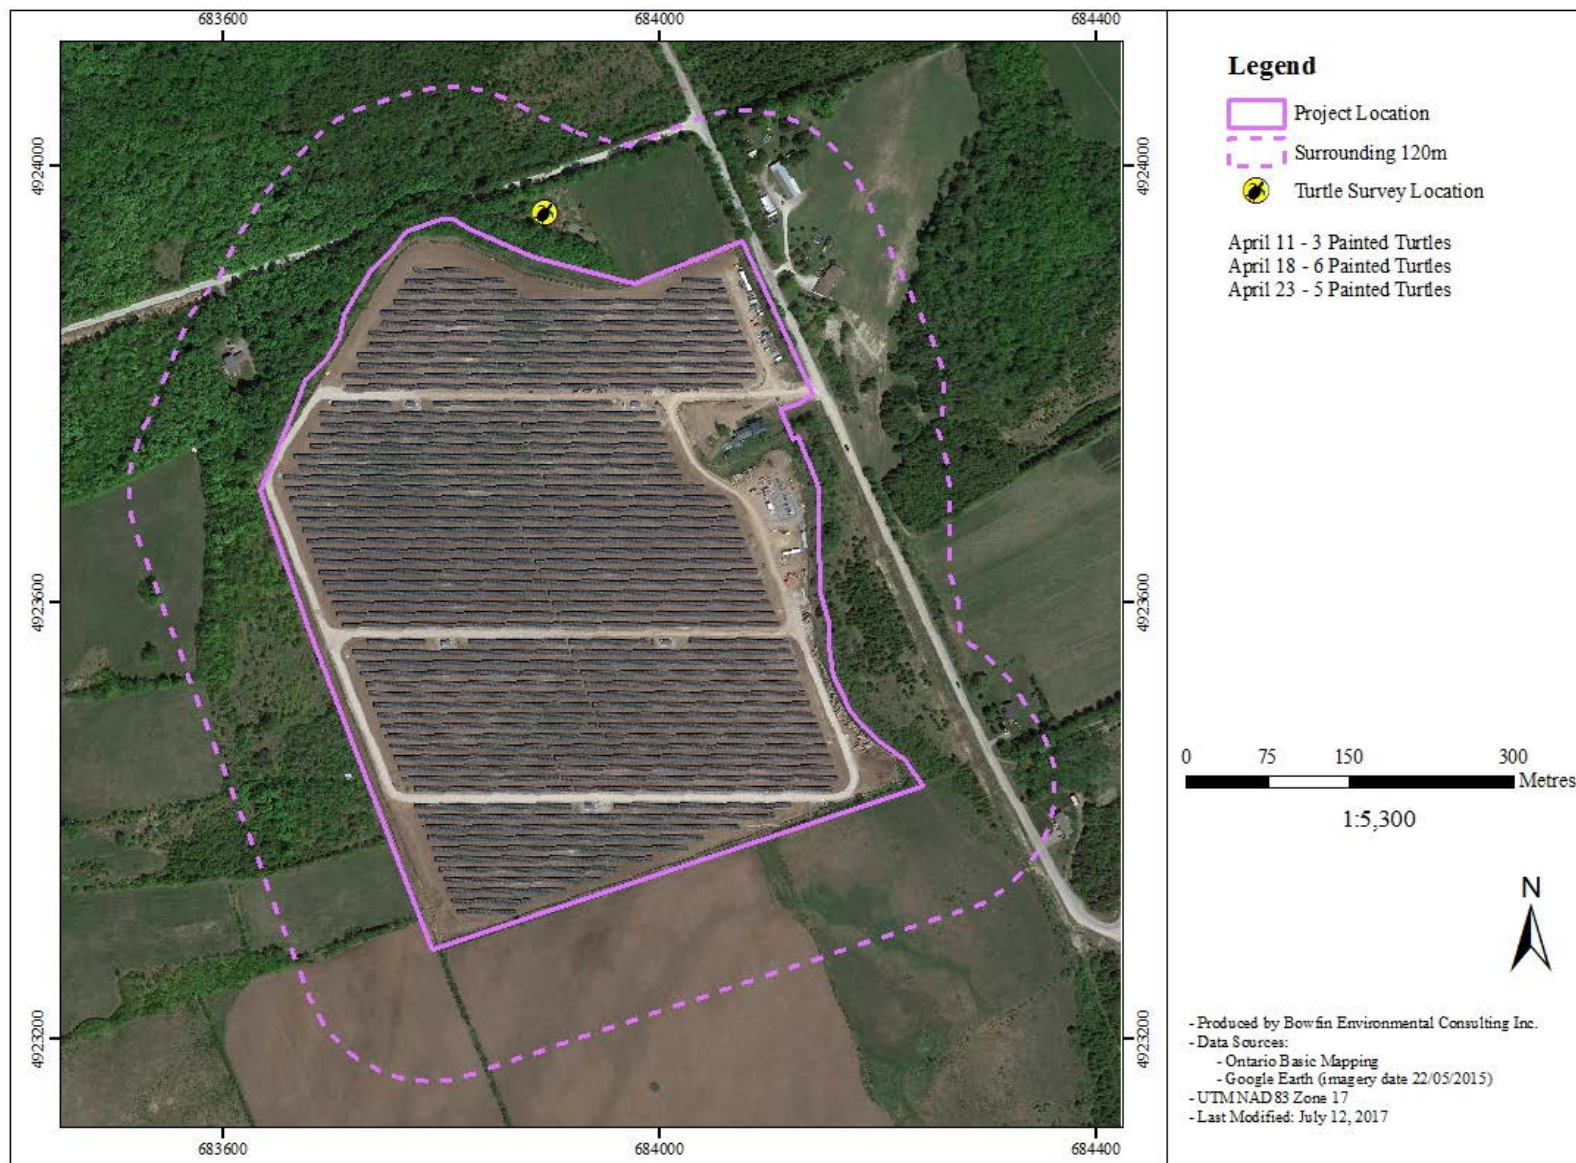 683600
684000
684400
4924000
4924000
4923600
4923600
4923200
4923200
683600
684000
684400
Legend
Project Location
Surrounding 120m
Turtle Survey Location
April 11 - 3 Painted Turtles
April 18 - 6 Painted Turtles
April 23 - 5 Painted Turtles
0 75 150 300
Metres
1:5,300
N
- Produced by Bowfin Environmental Consulting Inc.
- Data Sources:
- Ontario Basic Mapping
- Google Earth (imagery date 22/05/2015)
- UTM NAD 83 Zone 17
- Last Modified: July 12, 2017